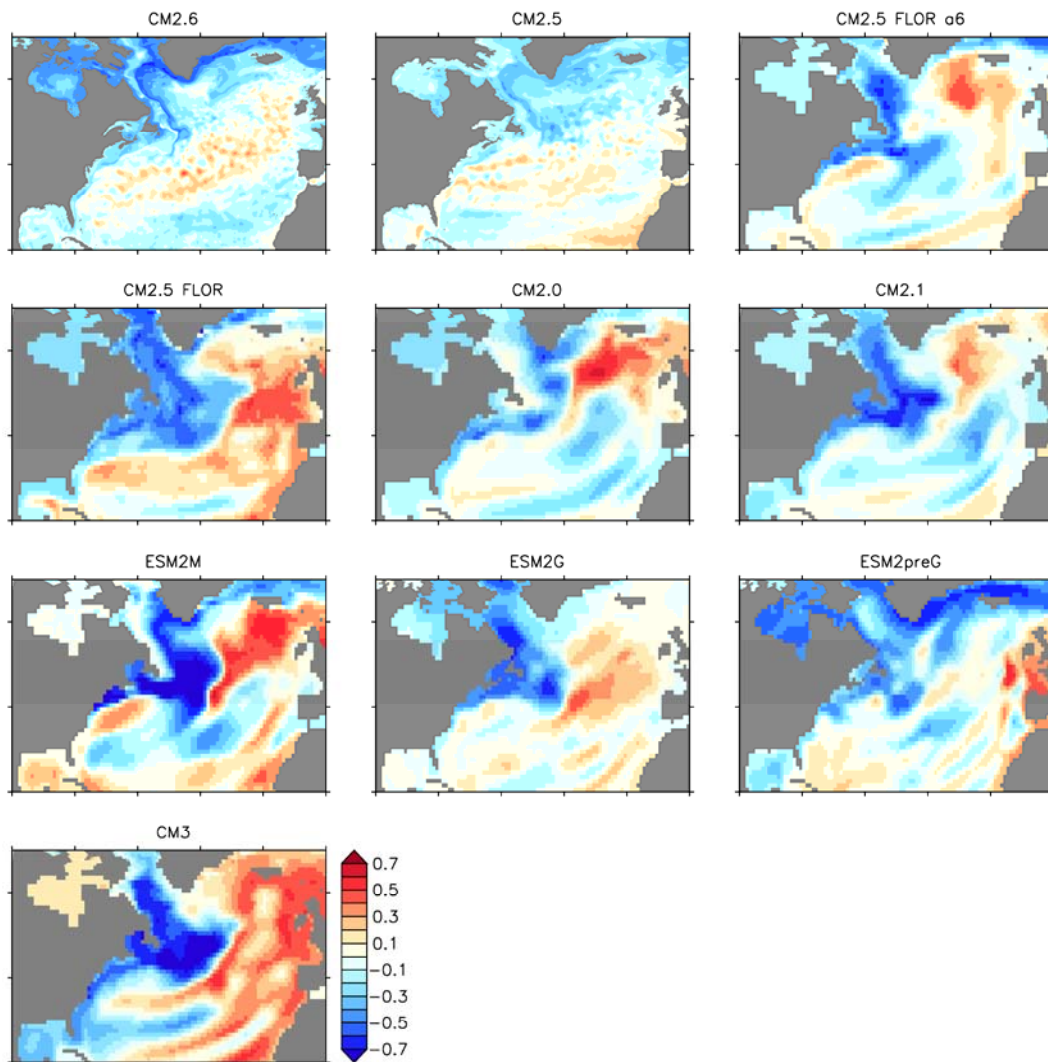 CM2.6
CM2.5
CM2.5 FLOR a6
CM2.5 FLOR
CM2.0
CM2.1
ESM2M
ESM2G
ESM2preG
CM3
0.7
0.5
0.3
0.1
−0.1
−0.3
−0.5
−0.7